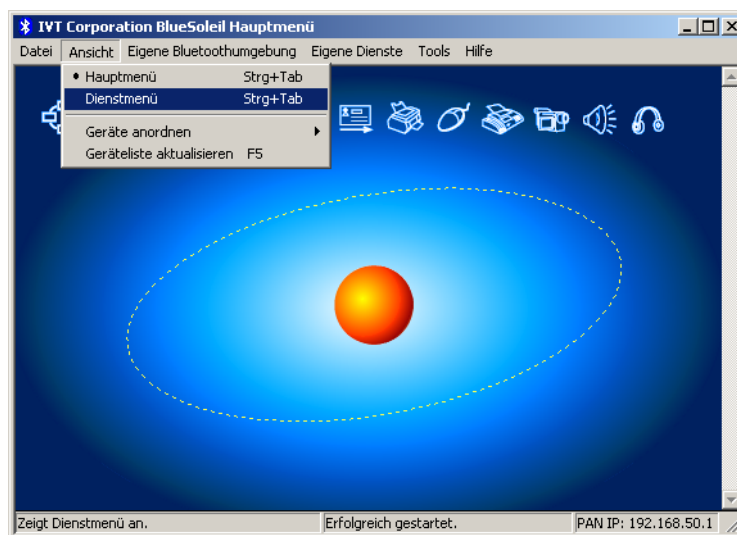 IVT Corporation BlueSoleil Hauptmenü
Datei Ansicht Eigene Bluetoothumgebung Eigene Dienste Tools Hilfe
Hauptmenü Strg+Tab
Dienstmenü Strg+Tab
Geräte anordnen
Geräteliste aktualisieren F5
Zeigt Dienstmenü an. Erfolgreich gestartet. PAN IP: 192.168.50.1